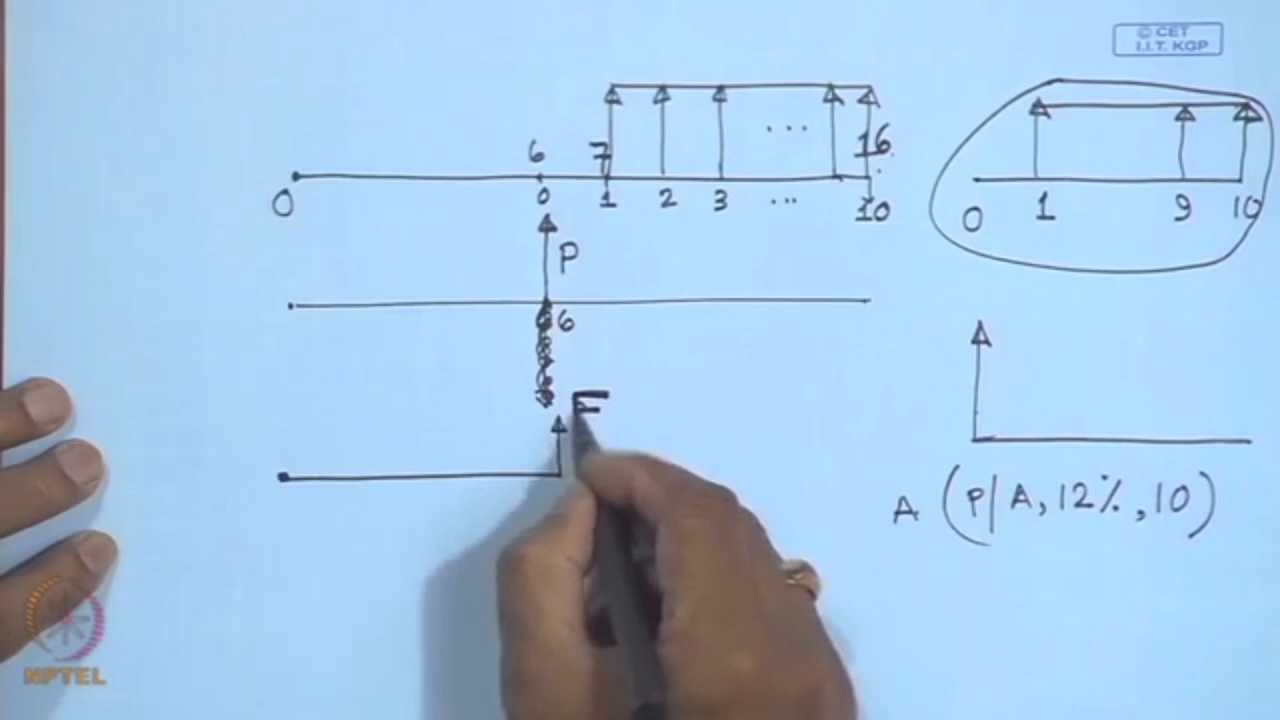 © CET
I.I.T. KGP
6 7 16
0 0 1 2 3 ... 10
...
0 1 9 10
P
6
F
A (P/A, 12%, 10)
NPTEL